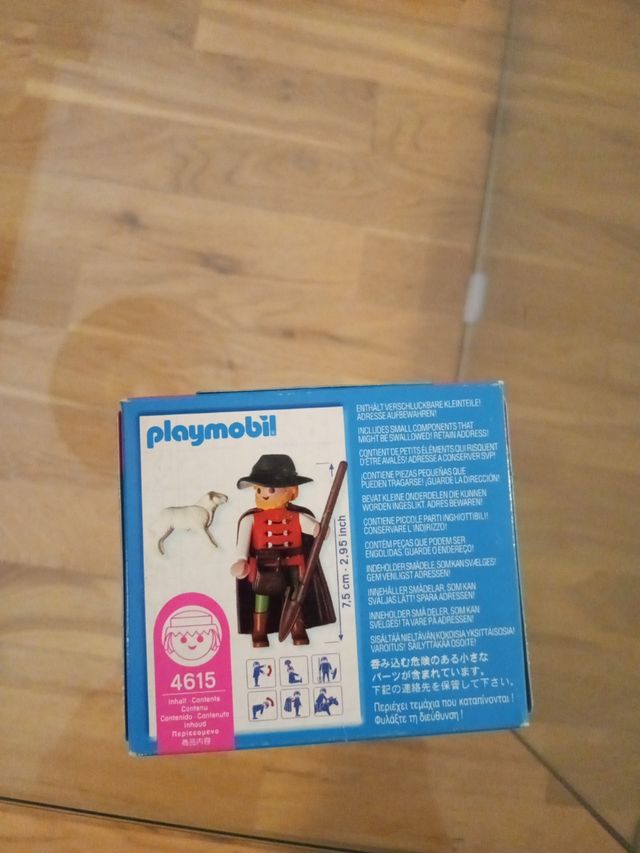 playmobil
7,5 cm - 2,95 inch
4615
Inhalt · Contents
Contenu
Contenido · Contenuto
Inhoud
Περιεχομενα
商品内容
ENTHÄLT VERSCHLUCKBARE KLEINTEILE!
ADRESSE AUFBEWAHREN!
INCLUDES SMALL COMPONENTS THAT
MIGHT BE SWALLOWED! RETAIN ADDRESS!
CONTIENT DE PETITS ÉLÉMENTS QUI RISQUENT
D'ÊTRE AVALÉS! ADRESSE A CONSERVER SVP!
¡CONTIENE PIEZAS PEQUEÑAS QUE
PUEDEN TRAGARSE! ¡GUARDE LA DIRECCIÓN!
BEVAT KLEINE ONDERDELEN DIE KUNNEN
WORDEN INGESLIKT. ADRES BEWAREN!
CONTIENE PICCOLE PARTI INGHIOTTIBILI!
CONSERVARE L'INDIRIZZO!
CONTÉM PEÇAS QUE PODEM SER
ENGOLIDAS. GUARDE O ENDEREÇO!
INDEHOLDER SMÅDELE, SOM KAN SVÆLGES!
GEM VENLIGST ADRESSEN!
INNEHÅLLER SMÅDELAR, SOM KAN
SVÄLJAS LÄTT! SPARA ADRESSEN!
INNEHOLDER SMÅ DELER, SOM KAN
SVELGES! TA VARE PÅ ADRESSEN!
SISÄLTÄÄ NIELTÄVÄN KOKOISIA YKSITTÄISOSIA!
VAROITUS! SÄILYTTÄKÄÄ OSOITE!
呑み込む危険のある小さな
パーツが含まれています。
下記の連絡先を保管して下さい。
Περιέχει τεμάχια που καταπίνονται!
Φυλάξτε τη διεύθυνση!